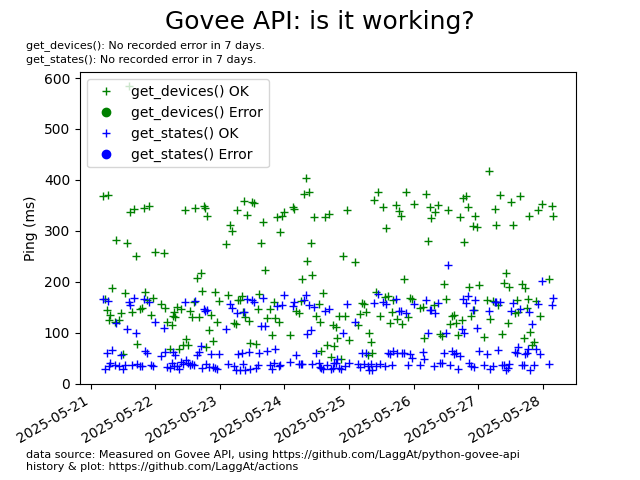 Govee API: is it working?
get_devices(): No recorded error in 7 days.
get_states(): No recorded error in 7 days.
600
500
400
300
200
100
0
Ping (ms)
get_devices() OK
get_devices() Error
get_states() OK
get_states() Error
2025-05-21
2025-05-22
2025-05-23
2025-05-24
2025-05-25
2025-05-26
2025-05-27
2025-05-28
data source: Measured on Govee API, using https://github.com/LaggAt/python-govee-api
history & plot: https://github.com/LaggAt/actions